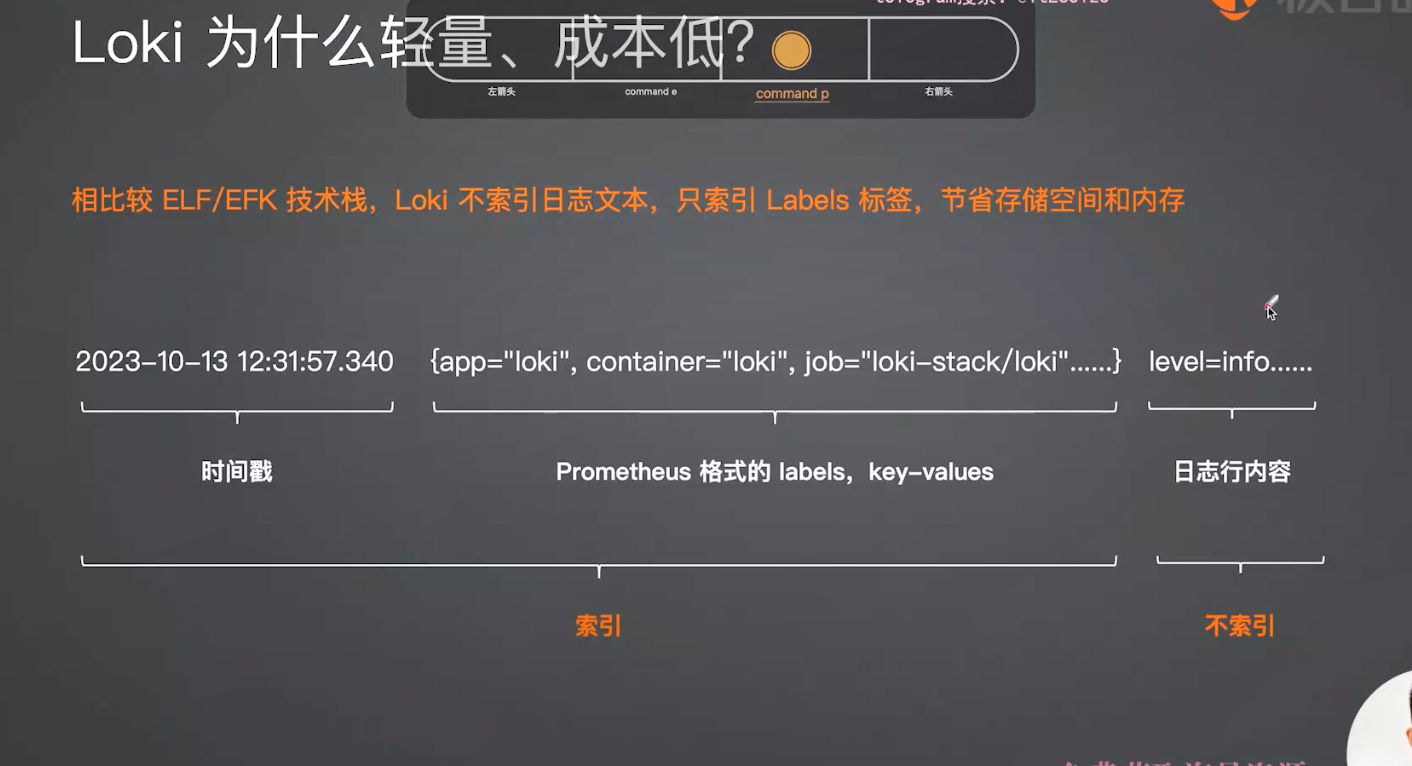 Loki 为什么轻量、成本低?
左箭头
command e
command p
右箭头
相比较 ELF/EFK 技术栈，Loki 不索引日志文本，只索引 Labels 标签，节省存储空间和内存
2023-10-13 12:31:57.340 {app="loki", container="loki", job="loki-stack/loki"......} level=info......
时间戳
Prometheus 格式的 labels，key-values
日志行内容
索引
不索引